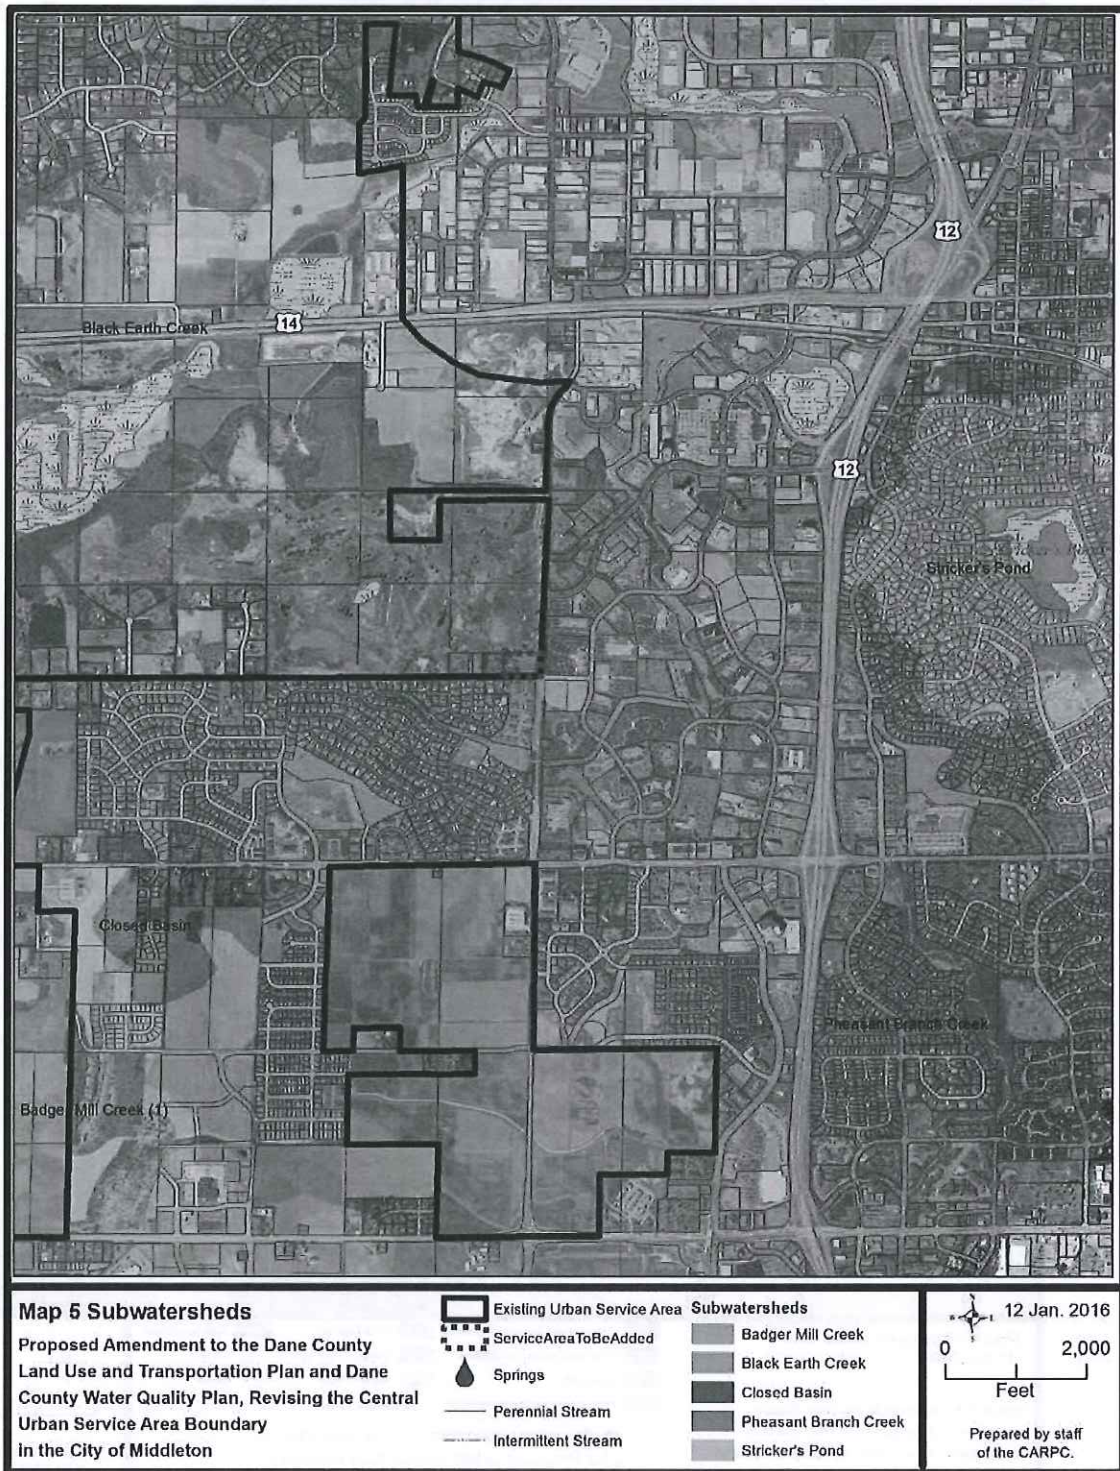 12
14
Black Earth Creek
12
Stricker's Pond
Closed Basin
Pheasant Branch Creek
Badger Mill Creek (1)
Map 5 Subwatersheds
Proposed Amendment to the Dane County
Land Use and Transportation Plan and Dane
County Water Quality Plan, Revising the Central
Urban Service Area Boundary
in the City of Middleton
Existing Urban Service Area
ServiceAreaToBeAdded
Springs
Perennial Stream
Intermittent Stream
Subwatersheds
Badger Mill Creek
Black Earth Creek
Closed Basin
Pheasant Branch Creek
Stricker's Pond
12 Jan. 2016
0 2,000
Feet
Prepared by staff
of the CARPC.